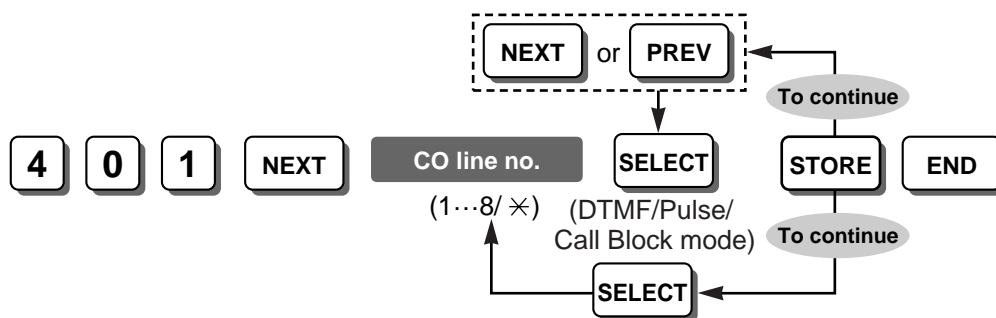 NEXT or PREV
To continue
4 0 1 NEXT CO line no. SELECT STORE END
(1···8/ ✳) (DTMF/Pulse/
Call Block mode)
To continue
SELECT